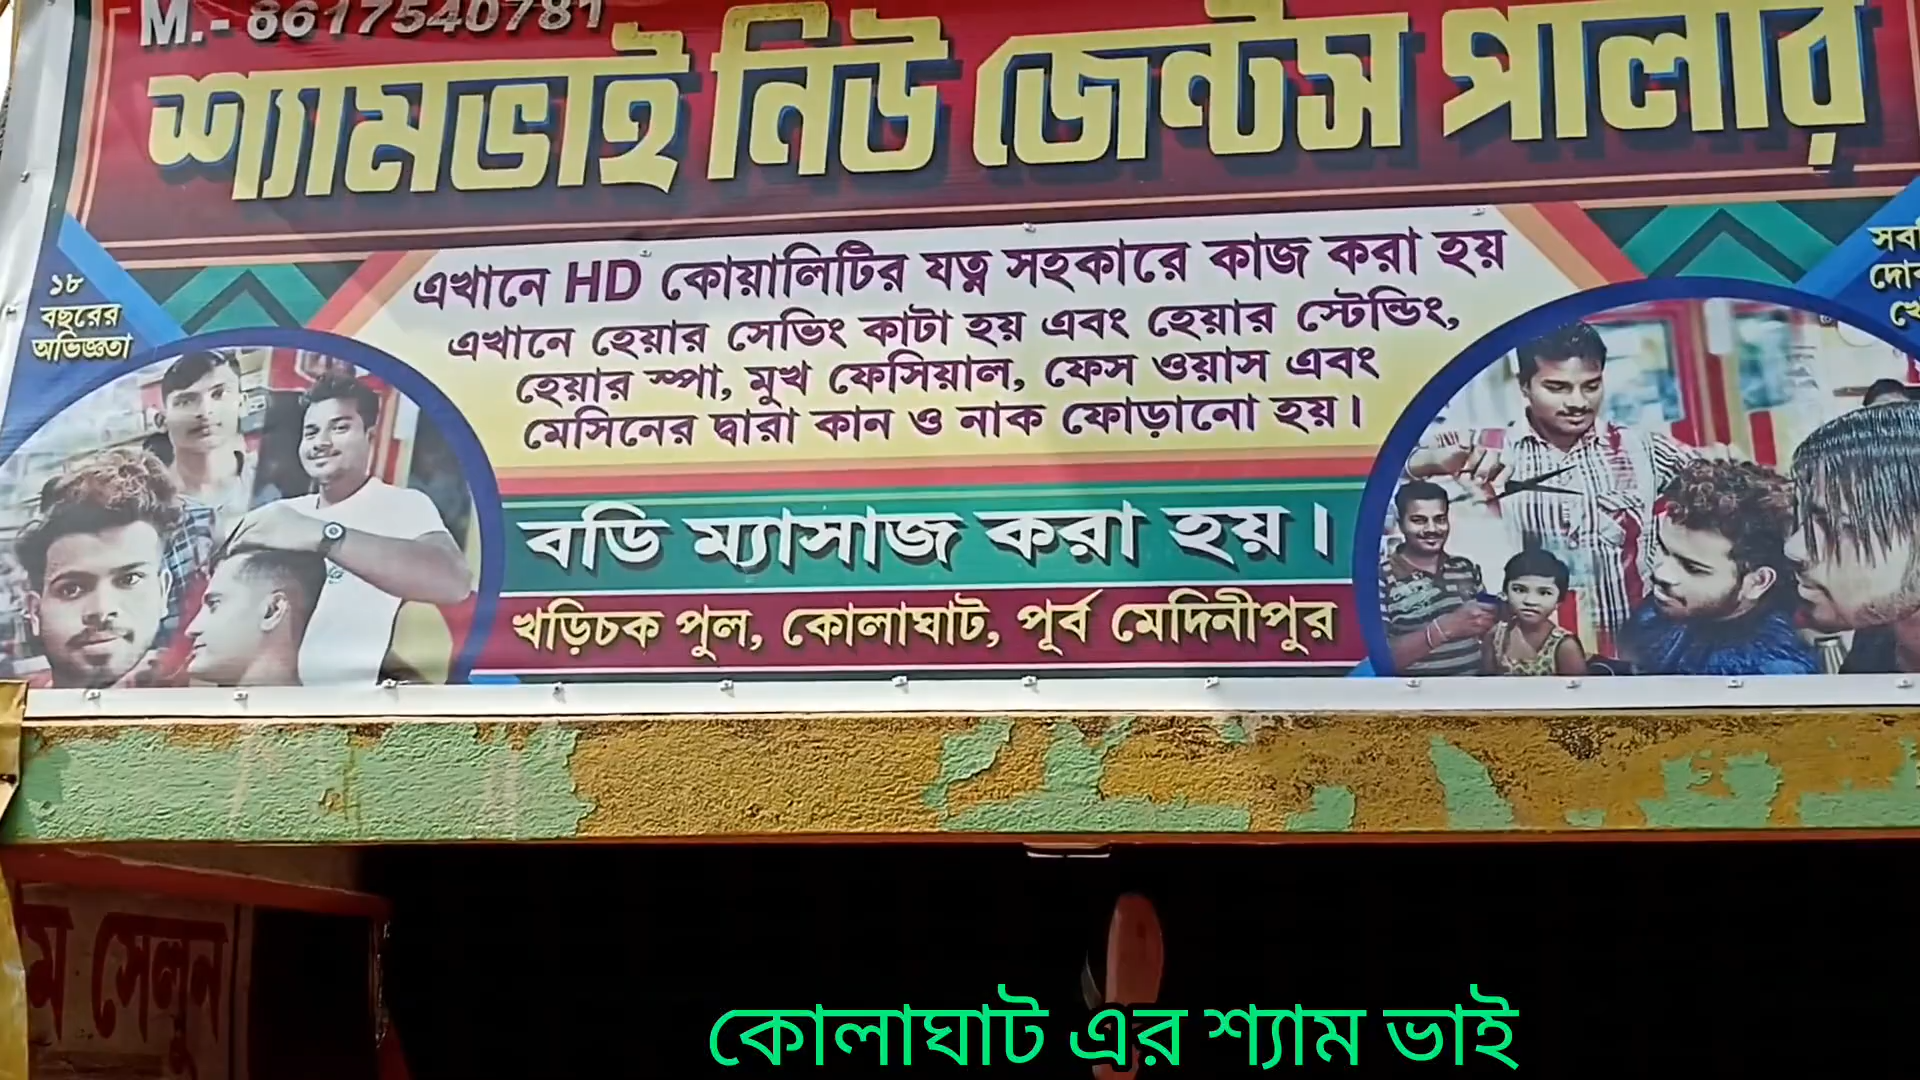 M.- 8617540781
শ্যামভাই নিউ জেন্টস পার্লার
১৮
বছরের
অভিজ্ঞতা
এখানে HD কোয়ালিটির যত্ন সহকারে কাজ করা হয়
এখানে হেয়ার সেভিং কাটা হয় এবং হেয়ার স্টেন্ডিং,
হেয়ার স্পা, মুখ ফেসিয়াল, ফেস ওয়াস এবং
মেসিনের দ্বারা কান ও নাক ফোড়ানো হয়।
বডি ম্যাসাজ করা হয়।
খড়িচক পুল, কোলাঘাট, পূর্ব মেদিনীপুর
সেলুন
কোলাঘাট এর শ্যাম ভাই